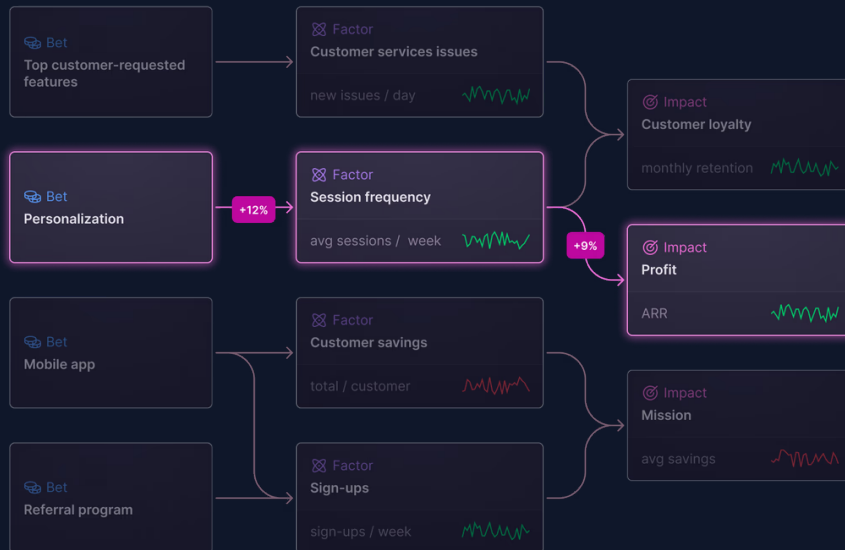 Bet
Top customer-requested
features
Factor
Customer services issues
new issues / day
Impact
Customer loyalty
monthly retention
Bet
Personalization
+12%
Factor
Session frequency
avg sessions / week
+9%
Impact
Profit
ARR
Bet
Mobile app
Factor
Customer savings
total / customer
Impact
Mission
avg savings
Bet
Referral program
Factor
Sign-ups
sign-ups / week